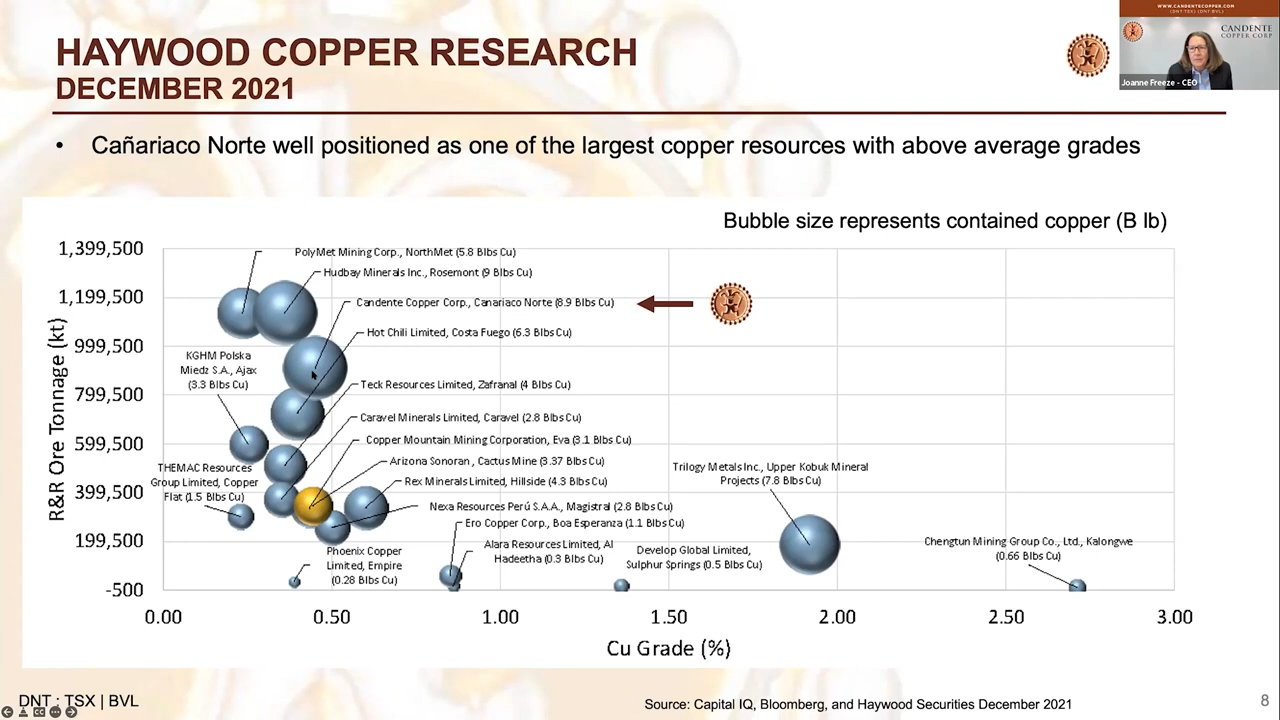 WWW.CANDENTECOPPER.COM
(DNT:TSX) (DNT:BVL)
CANDENTE
COPPER CORP
Joanne Freeze - CEO
HAYWOOD COPPER RESEARCH
DECEMBER 2021
• Cañariaco Norte well positioned as one of the largest copper resources with above average grades
Bubble size represents contained copper (B lb)
R&R Ore Tonnage (kt)
1,399,500
1,199,500
999,500
799,500
599,500
399,500
199,500
-500
PolyMet Mining Corp., NorthMet (5.8 Blbs Cu)
Hudbay Minerals Inc., Rosemont (9 Blbs Cu)
Candente Copper Corp., Canariaco Norte (8.9 Blbs Cu)
Hot Chili Limited, Costa Fuego (6.3 Blbs Cu)
KGHM Polska
Miedz S.A., Ajax
(3.3 Blbs Cu)
Teck Resources Limited, Zafranal (4 Blbs Cu)
Caravel Minerals Limited, Caravel (2.8 Blbs Cu)
Copper Mountain Mining Corporation, Eva (3.1 Blbs Cu)
Arizona Sonoran , Cactus Mine (3.37 Blbs Cu)
THEMAC Resources
Group Limited, Copper
Flat (1.5 Blbs Cu)
Rex Minerals Limited, Hillside (4.3 Blbs Cu)
Trilogy Metals Inc., Upper Kobuk Mineral
Projects (7.8 Blbs Cu)
Nexa Resources Perú S.A.A., Magistral (2.8 Blbs Cu)
Ero Copper Corp., Boa Esperanza (1.1 Blbs Cu)
Alara Resources Limited, Al
Hadeetha (0.3 Blbs Cu)
Phoenix Copper
Limited, Empire
(0.28 Blbs Cu)
Develop Global Limited,
Sulphur Springs (0.5 Blbs Cu)
Chengtun Mining Group Co., Ltd., Kalongwe
(0.66 Blbs Cu)
0.00 0.50 1.00 1.50 2.00 2.50 3.00
Cu Grade (%)
DNT : TSX | BVL
Source: Capital IQ, Bloomberg, and Haywood Securities December 2021
8